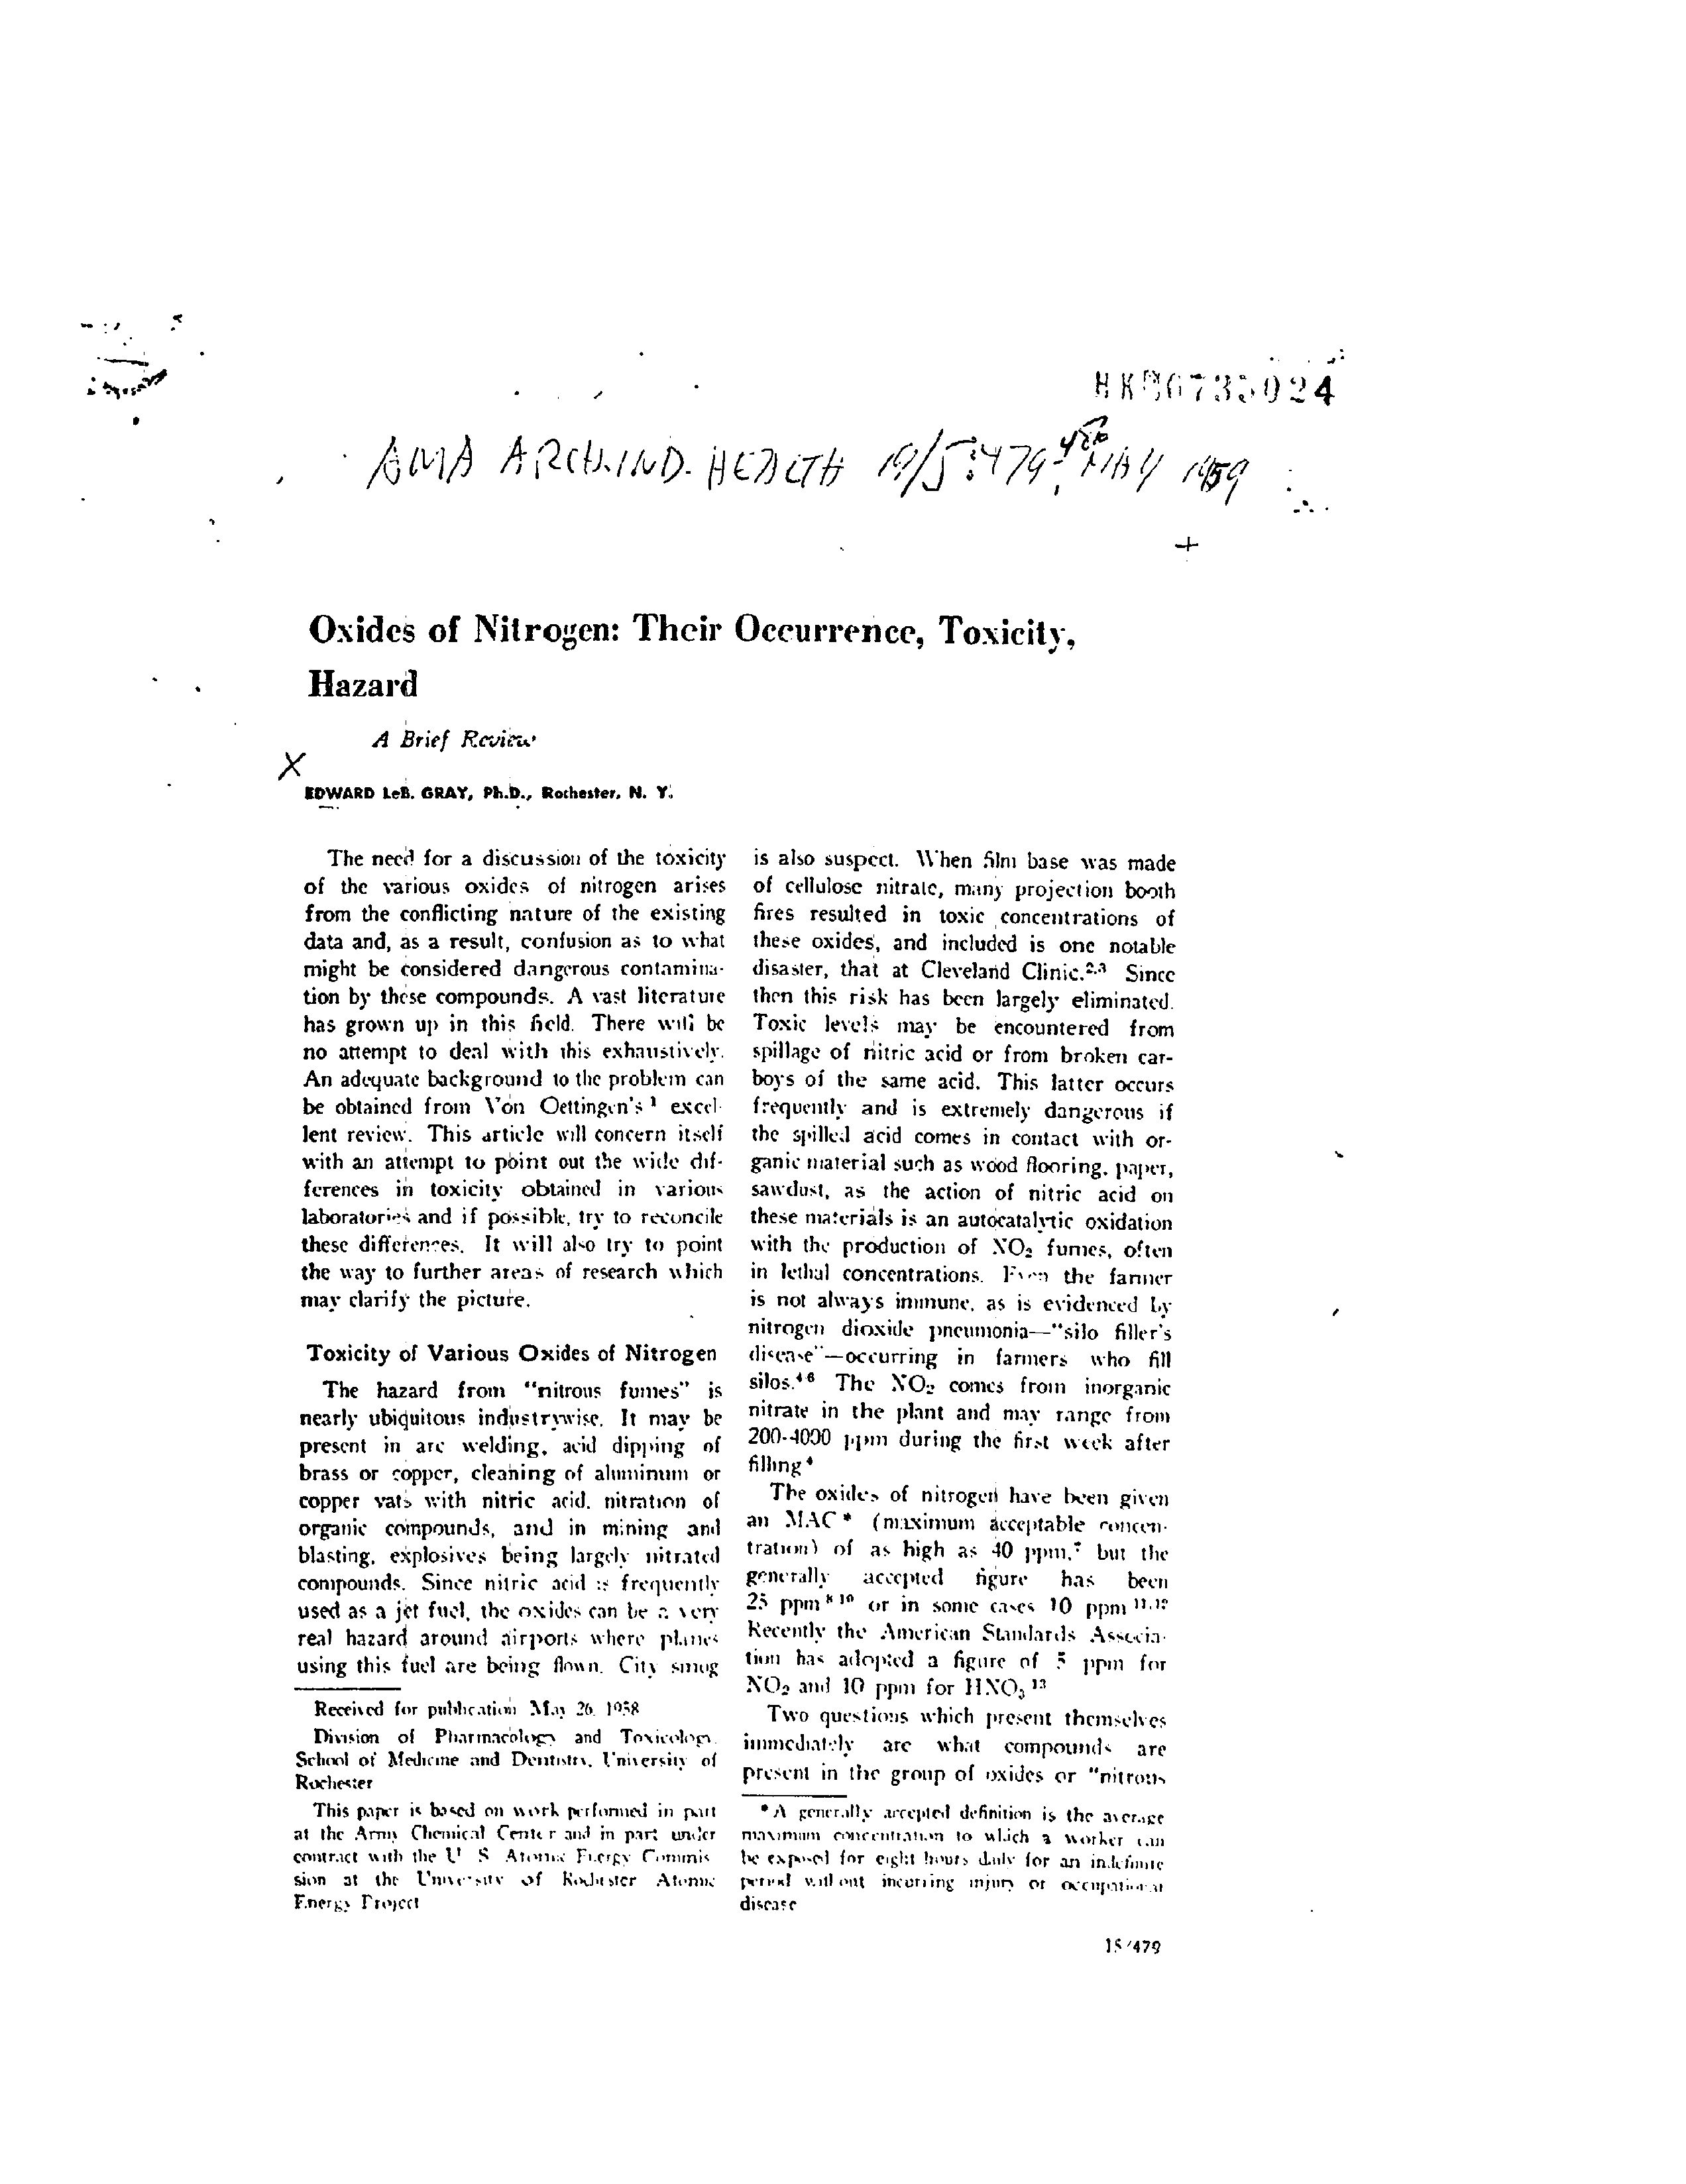 AMA ARCH. IND. HEALTH 19/5:479-486, MAY 1959
Oxides of Nitrogen: Their Occurrence, Toxicity,
Hazard
A Brief Review
X
EDWARD LeB. GRAY, Ph.D., Rochester, N. Y.
The need for a discussion of the toxicity
of the various oxides of nitrogen arises
from the conflicting nature of the existing
data and, as a result, confusion as to what
might be considered dangerous contamina-
tion by these compounds. A vast literature
has grown up in this field. There will be
no attempt to deal with this exhaustively.
An adequate background to the problem can
be obtained from Von Oettingen's 1 excel-
lent review. This article will concern itself
with an attempt to point out the wide dif-
ferences in toxicity obtained in various
laboratories and if possible, try to reconcile
these differences. It will also try to point
the way to further areas of research which
may clarify the picture.
Toxicity of Various Oxides of Nitrogen
The hazard from "nitrous fumes" is
nearly ubiquitous industrywise. It may be
present in arc welding, acid dipping of
brass or copper, cleaning of aluminum or
copper vats with nitric acid, nitration of
organic compounds, and in mining and
blasting, explosives being largely nitrated
compounds. Since nitric acid is frequently
used as a jet fuel, the oxides can be a very
real hazard around airports where planes
using this fuel are being flown. City smog
Received for publication May 26, 1958
Division of Pharmacology and Toxicology,
School of Medicine and Dentistry, University of
Rochester
This paper is based on work performed in part
at the Army Chemical Center and in part under
contract with the U. S. Atomic Energy Commis-
sion at the University of Rochester Atomic
Energy Project
is also suspect. When film base was made
of cellulose nitrate, many projection booth
fires resulted in toxic concentrations of
these oxides, and included is one notable
disaster, that at Cleveland Clinic.2,3 Since
then this risk has been largely eliminated.
Toxic levels may be encountered from
spillage of nitric acid or from broken car-
boys of the same acid. This latter occurs
frequently and is extremely dangerous if
the spilled acid comes in contact with or-
ganic material such as wood flooring, paper,
sawdust, as the action of nitric acid on
these materials is an autocatalytic oxidation
with the production of NO₂ fumes, often
in lethal concentrations. Even the farmer
is not always immune, as is evidenced by
nitrogen dioxide pneumonia—"silo filler's
disease"—occurring in farmers who fill
silos.4-6 The NO₂ comes from inorganic
nitrate in the plant and may range from
200-4000 ppm during the first week after
filling 4
The oxides of nitrogen have been given
an MAC * (maximum acceptable concen-
tration) of as high as 40 ppm,7 but the
generally accepted figure has been
25 ppm 8-10 or in some cases 10 ppm 11,12
Recently the American Standards Associa-
tion has adopted a figure of 5 ppm for
NO₂ and 10 ppm for HNO₃ 13
Two questions which present themselves
immediately are what compounds are
present in the group of oxides or "nitrous
* A generally accepted definition is the average
maximum concentration to which a worker can
be exposed for eight hours daily for an indefinite
period without incurring injury or occupational
disease
15/479